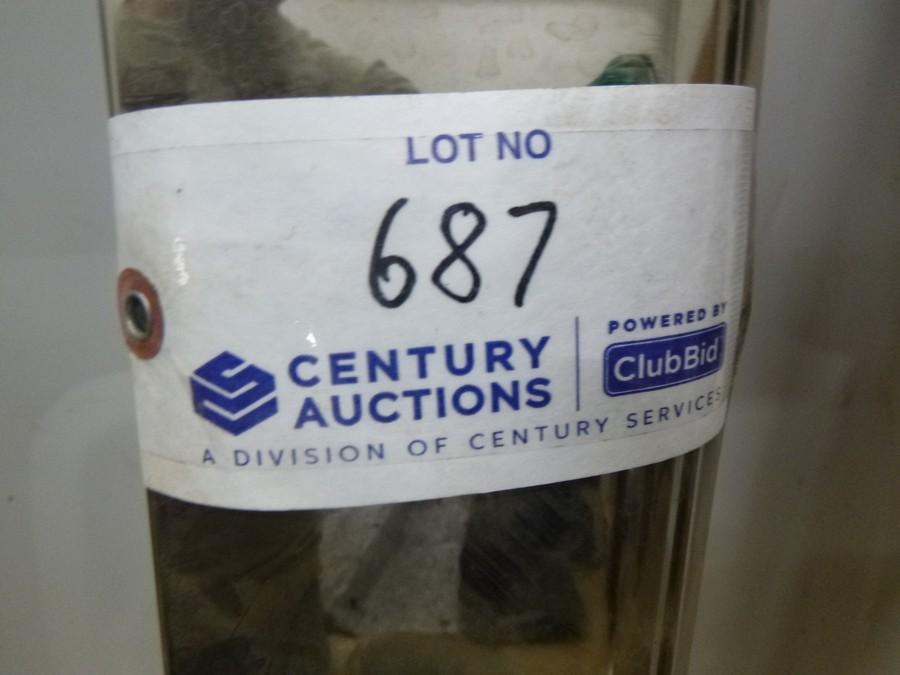 LOT NO
687
CENTURY
AUCTIONS
POWERED BY
ClubBid
A DIVISION OF CENTURY SERVICES